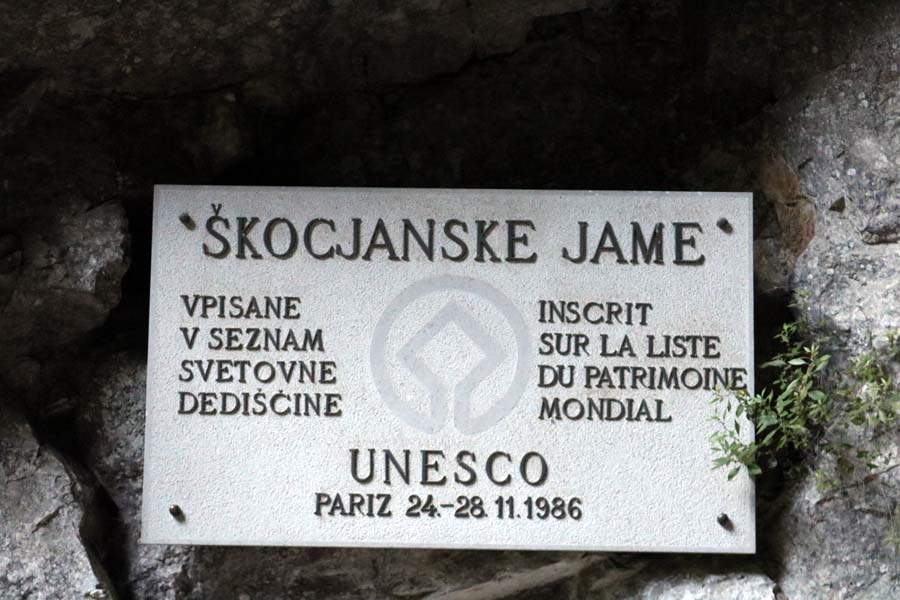 ŠKOCJANSKE JAME
VPISANE
V SEZNAM
SVETOVNE
DEDIŠČINE
INSCRIT
SUR LA LISTE
DU PATRIMOINE
MONDIAL
UNESCO
PARIZ 24.-28.11.1986